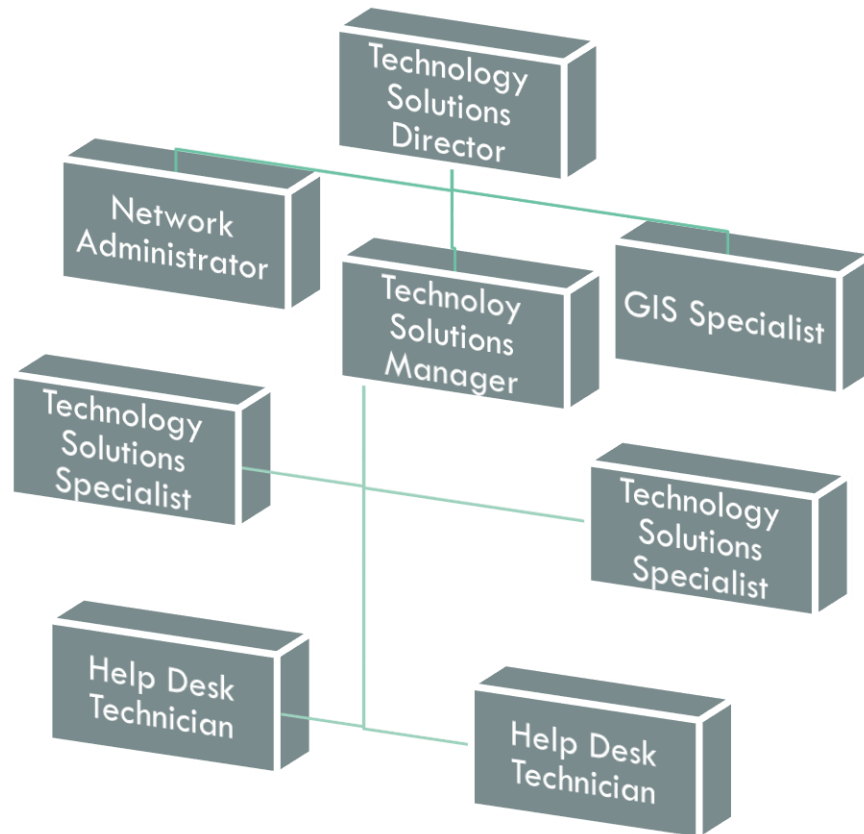 Technology
Solutions
Director
Network
Administrator
Technoloy
Solutions
Manager
GIS Specialist
Technology
Solutions
Specialist
Technology
Solutions
Specialist
Help Desk
Technician
Help Desk
Technician